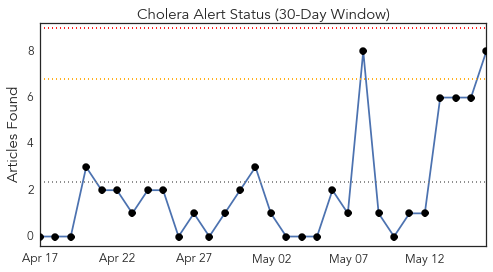 Cholera Alert Status (30-Day Window)
Articles Found
8
6
4
2
0
Apr 17 Apr 22 Apr 27 May 02 May 07 May 12